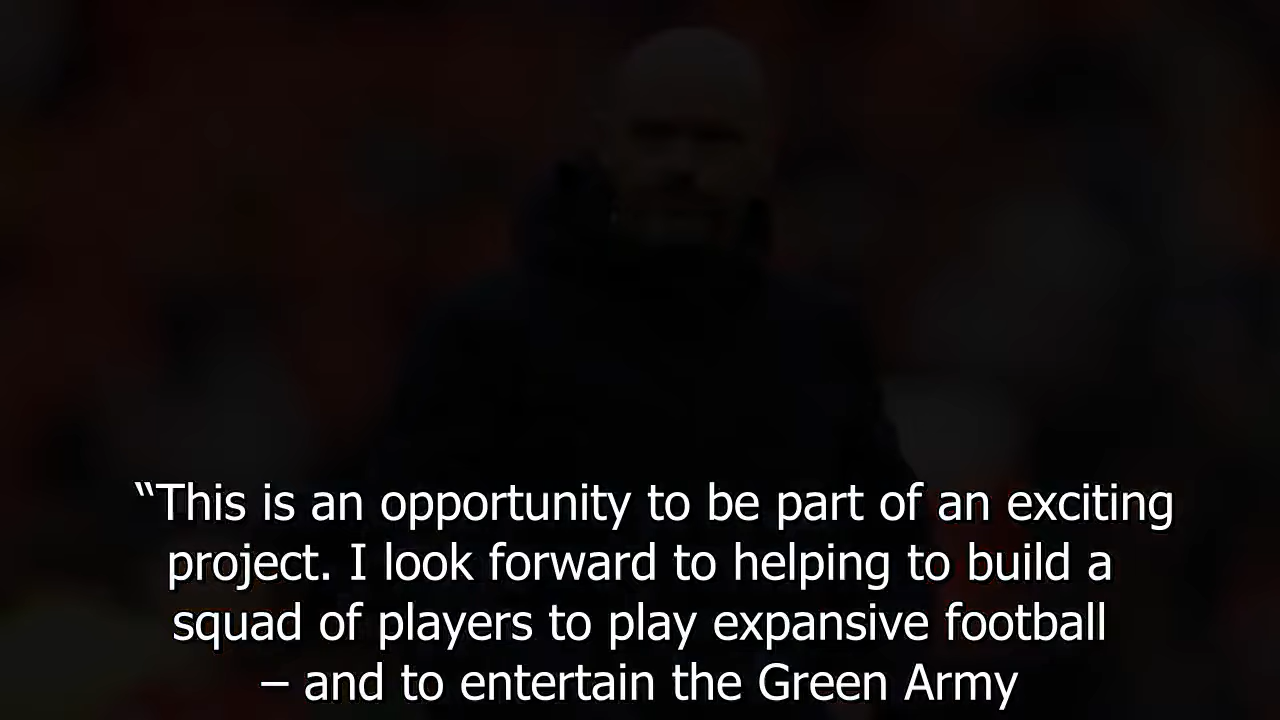 “This is an opportunity to be part of an exciting
project. I look forward to helping to build a
squad of players to play expansive football
– and to entertain the Green Army